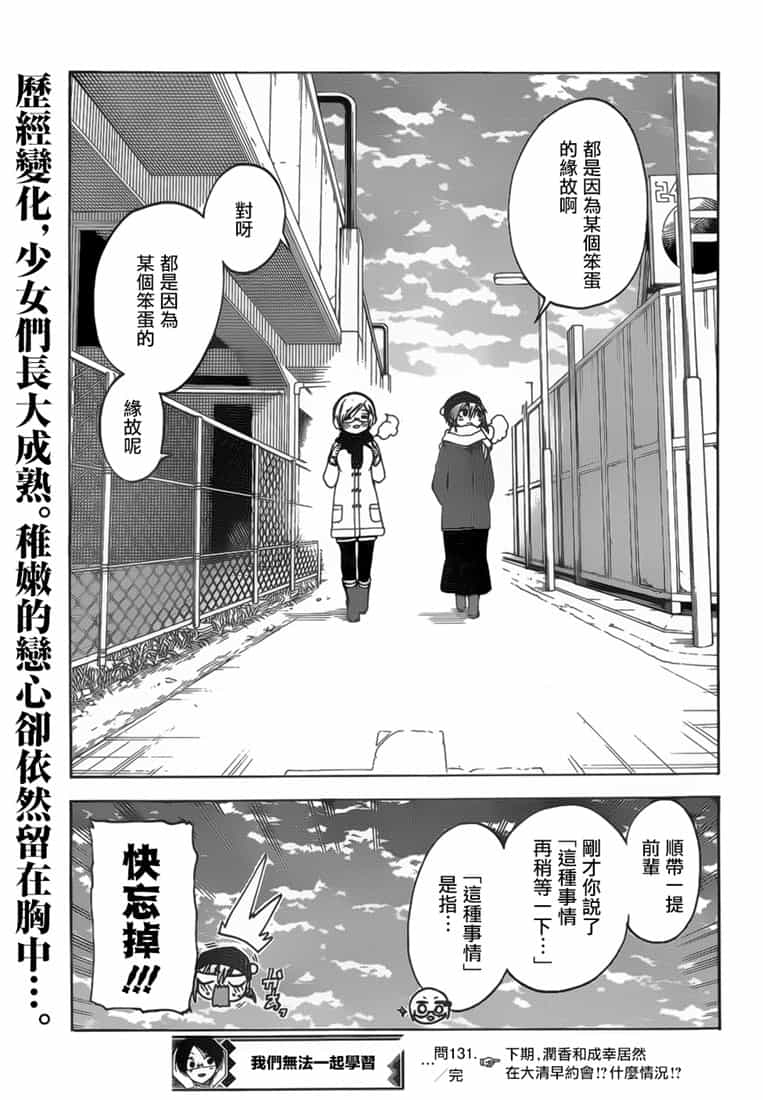 都是因為某個笨蛋
的緣故啊
對呀
都是因為
某個笨蛋的
緣故呢
歷經變化，少女們長大成熟。稚嫩的戀心卻依然留在胸中…。
順帶一提
前輩
剛才你說了
「這種事情
再稍等一下…」
「這種事情」
是指…
快忘掉!!!
我們無法一起學習
…
問131.
／完
☞ 下期、潤香和成幸居然
在大清早約會!?什麼情況!?